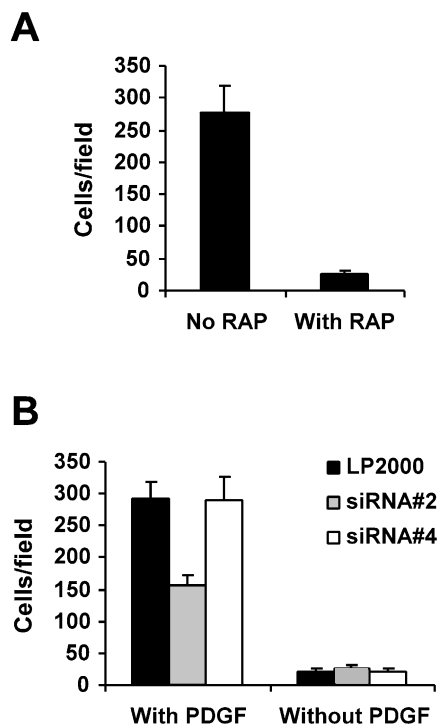 A
350
300
250
200
150
100
50
0
Cells/field
No RAP With RAP
B
350
300
250
200
150
100
50
0
Cells/field
LP2000
siRNA#2
siRNA#4
With PDGF Without PDGF